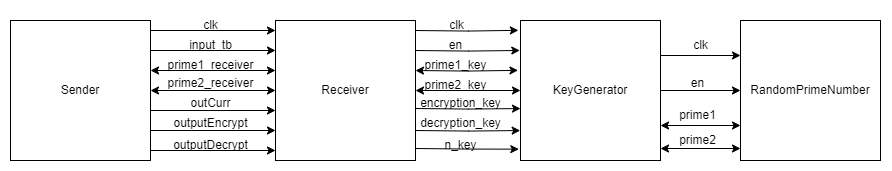 clk
clk
input_tb
en
clk
prime1_receiver
prime1_key
prime2_receiver
prime2_key
en
Sender
Receiver
KeyGenerator
RandomPrimeNumber
outCurr
encryption_key
prime1
outputEncrypt
decryption_key
prime2
outputDecrypt
n_key